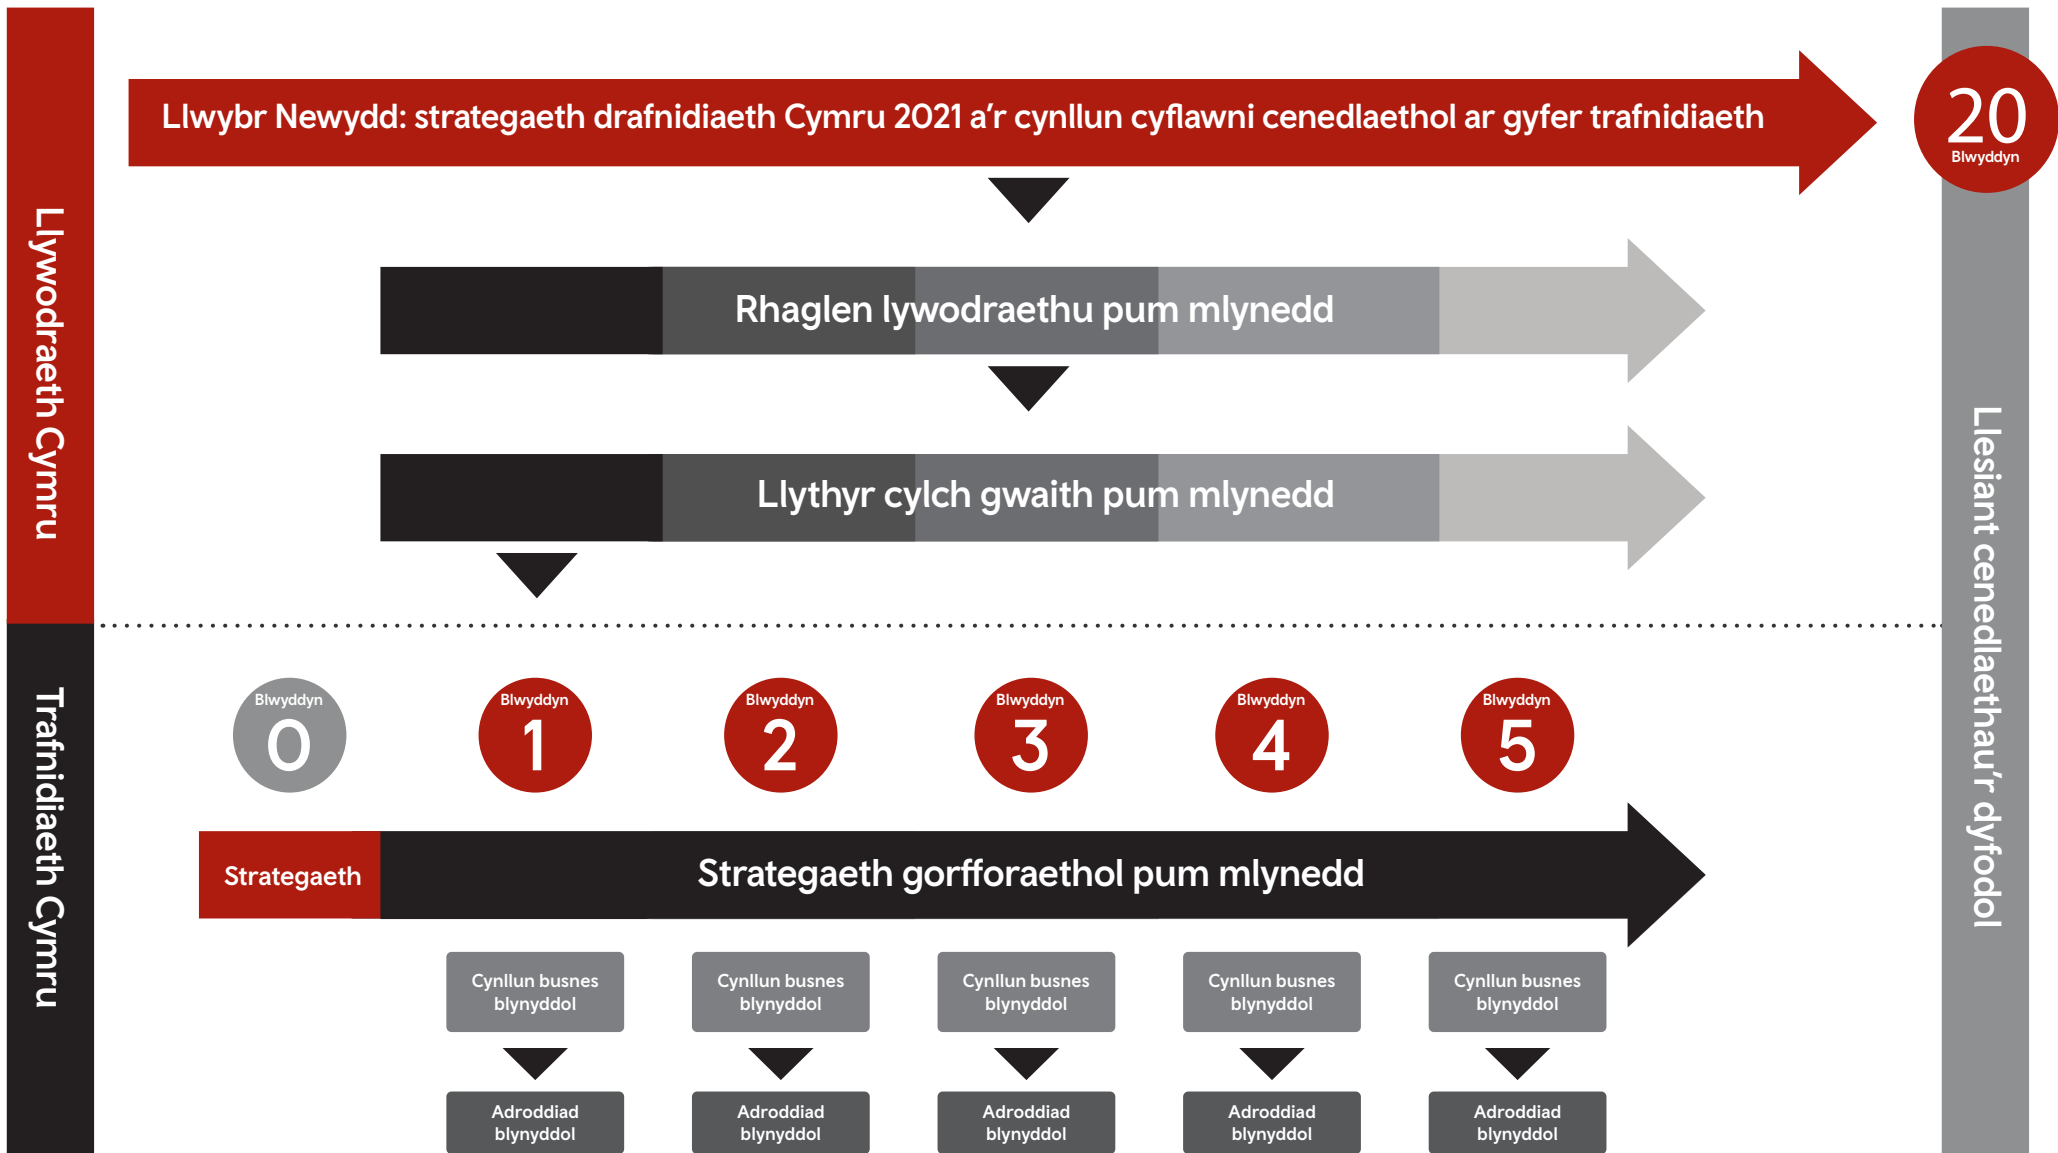 Llywodraeth Cymru
Llwybr Newydd: strategaeth drafnidiaeth Cymru 2021 a'r cynllun cyflawni cenedlaethol ar gyfer trafnidiaeth
20
Blwyddyn
Rhaglen lywodraethu pum mlynedd
Llythyr cylch gwaith pum mlynedd
Llesiant cenedlaethau'r dyfodol
Trafnidiaeth Cymru
Blwyddyn
0
Blwyddyn
1
Blwyddyn
2
Blwyddyn
3
Blwyddyn
4
Blwyddyn
5
Strategaeth
Strategaeth gorfforaethol pum mlynedd
Cynllun busnes
blynyddol
Cynllun busnes
blynyddol
Cynllun busnes
blynyddol
Cynllun busnes
blynyddol
Cynllun busnes
blynyddol
Adroddiad
blynyddol
Adroddiad
blynyddol
Adroddiad
blynyddol
Adroddiad
blynyddol
Adroddiad
blynyddol